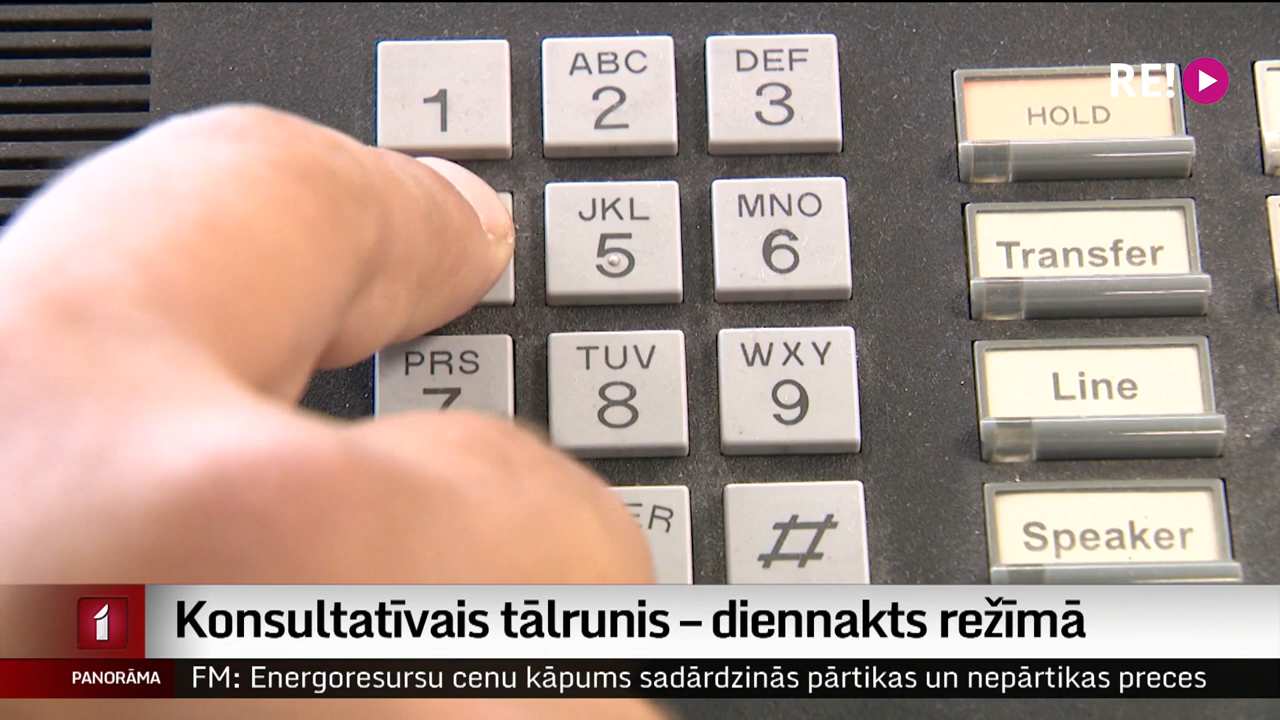 RE!
1
ABC
2
DEF
3
HOLD
JKL
5
MNO
6
Transfer
PRS
7
TUV
8
WXY
9
Line
#
Speaker
1
Konsultatīvais tālrunis – diennakts režīmā
PANORĀMA
FM: Energoresursu cenu kāpums sadārdzinās pārtikas un nepārtikas preces